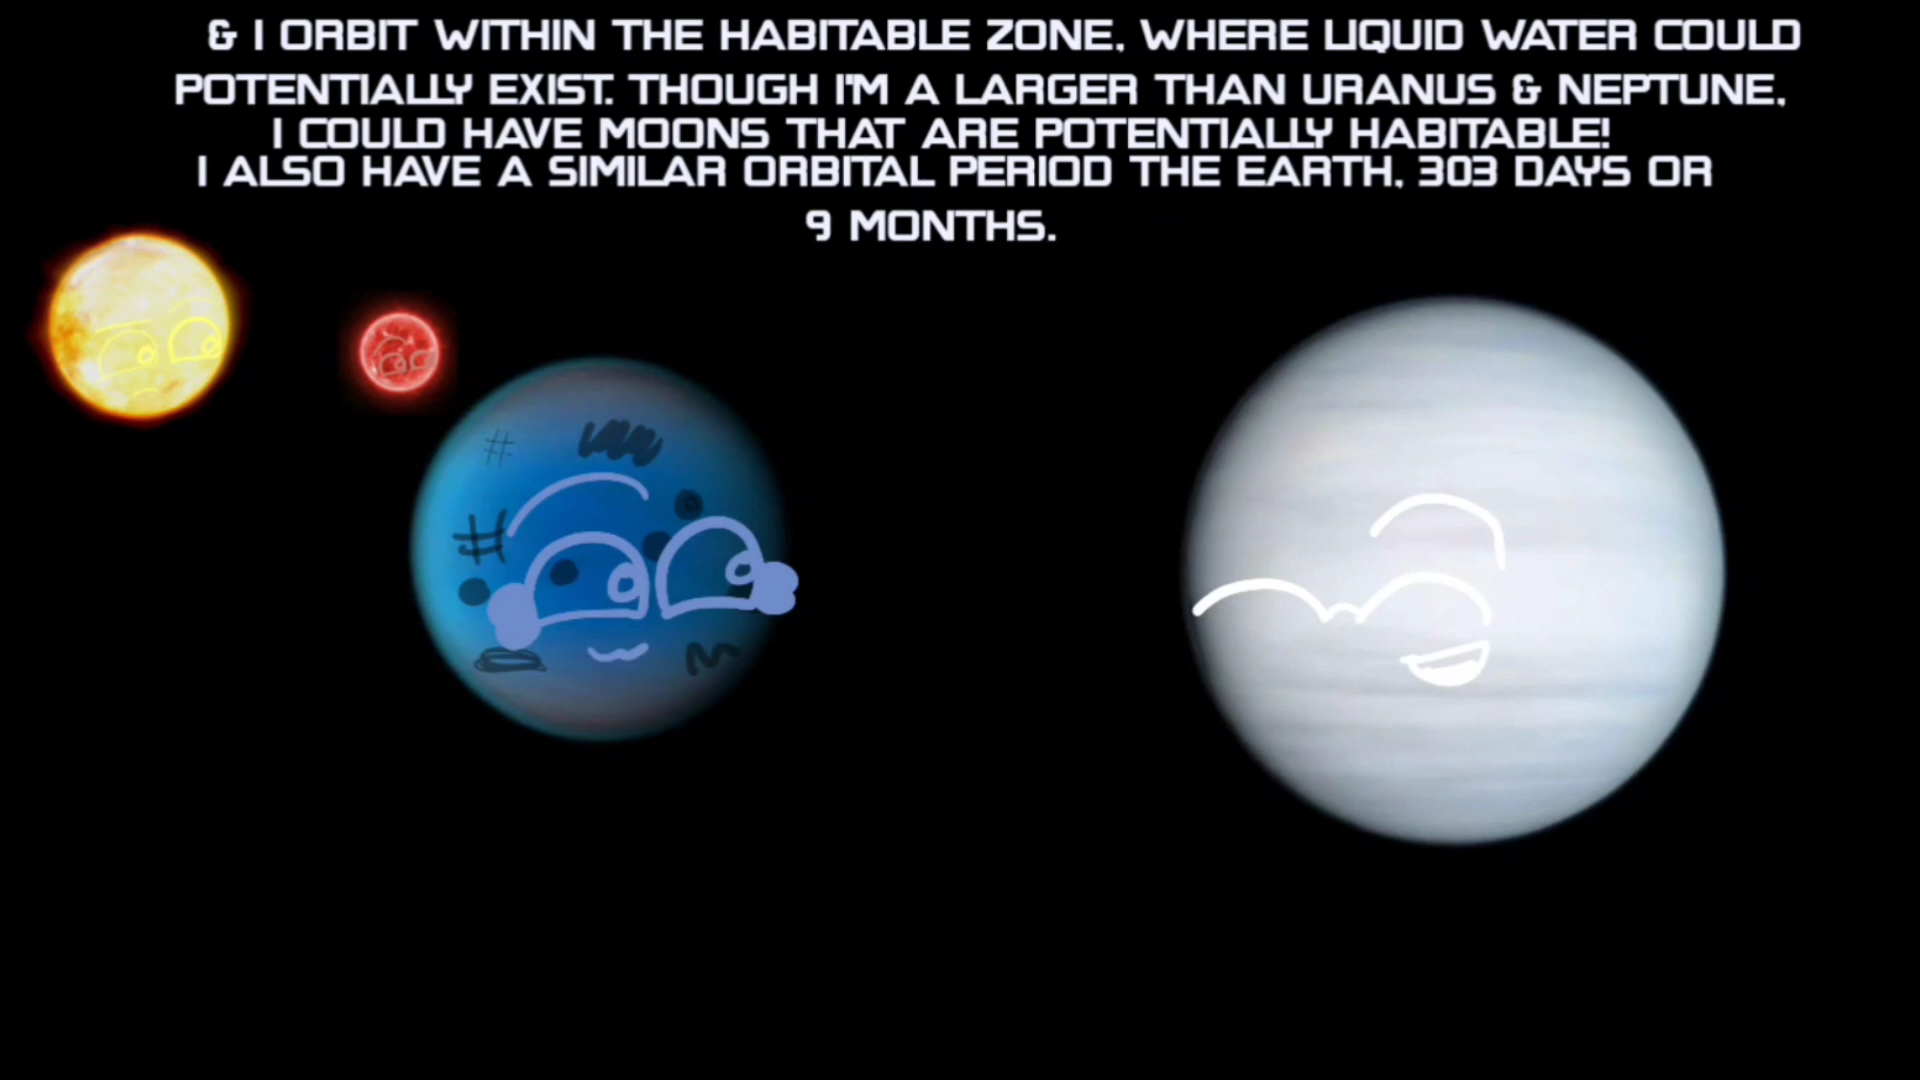 & I ORBIT WITHIN THE HABITABLE ZONE, WHERE LIQUID WATER COULD
POTENTIALLY EXIST. THOUGH I'M A LARGER THAN URANUS & NEPTUNE,
I COULD HAVE MOONS THAT ARE POTENTIALLY HABITABLE!
I ALSO HAVE A SIMILAR ORBITAL PERIOD THE EARTH, 303 DAYS OR
9 MONTHS.